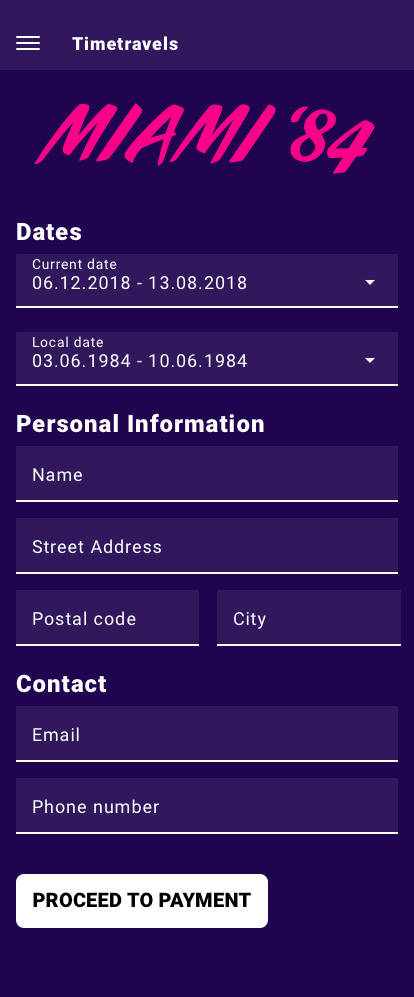 Timetravels
MIAMI '84
Dates
Current date
06.12.2018 - 13.08.2018
Local date
03.06.1984 - 10.06.1984
Personal Information
Name
Street Address
Postal code
City
Contact
Email
Phone number
PROCEED TO PAYMENT